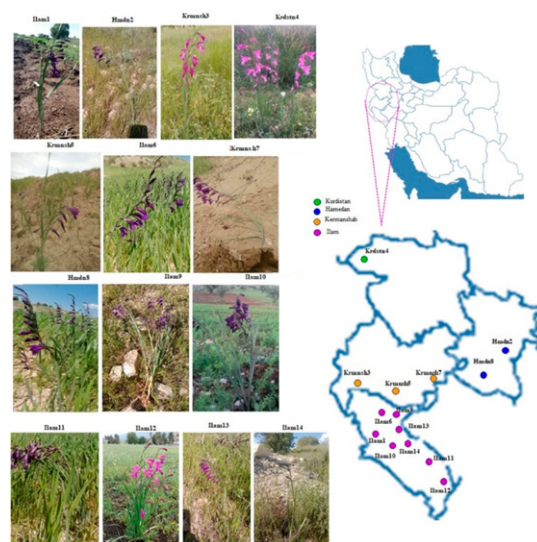 Ilam1
Hmdn2
Krmnsh3
Krdstn4
Krmnsh5
Ilam6
Krmnsh7
Hmdn8
Ilam9
Ilam10
Ilam11
Ilam12
Ilam13
Ilam14
Kurdistan
Hamedan
Kermanshah
Ilam
Krdstn4
Hmdn2
Hmdn8
Krmnsh3
Krmnsh7
Krmnsh5
Ilam6
Ilam13
Ilam1
Ilam10
Ilam14
Ilam11
Ilam12